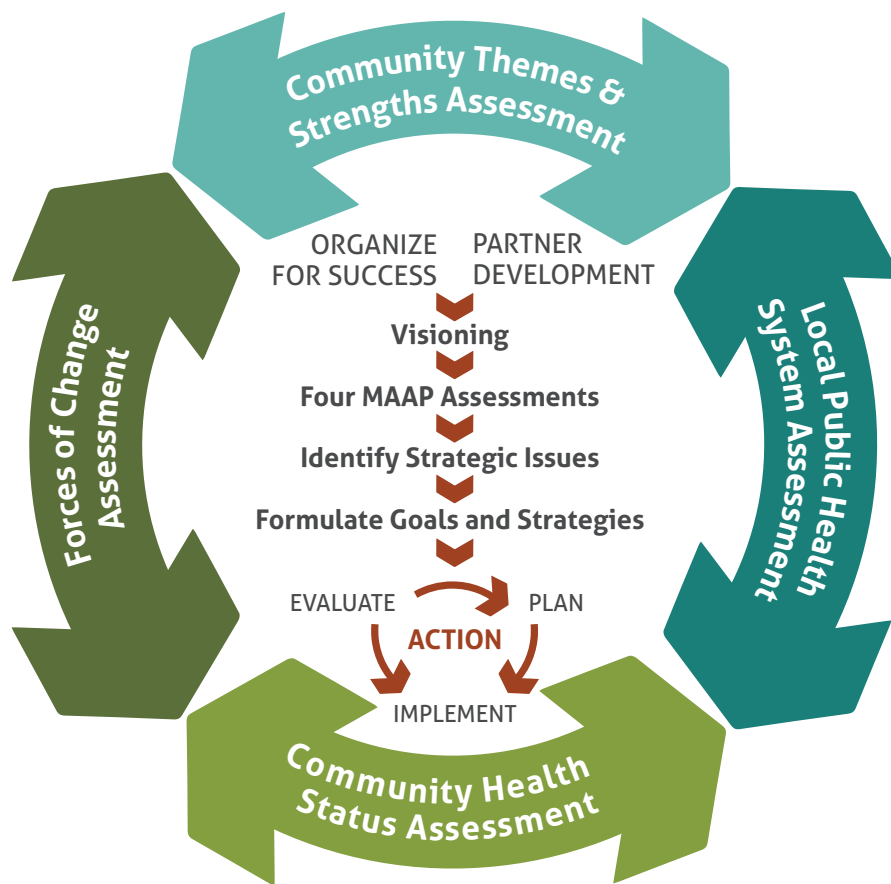 Community Themes &
Strengths Assessment
ORGANIZE
FOR SUCCESS
PARTNER
DEVELOPMENT
Visioning
Four MAAP Assessments
Identify Strategic Issues
Formulate Goals and Strategies
EVALUATE
PLAN
ACTION
IMPLEMENT
Forces of Change
Assessment
Local Public Health
System Assessment
Community Health
Status Assessment